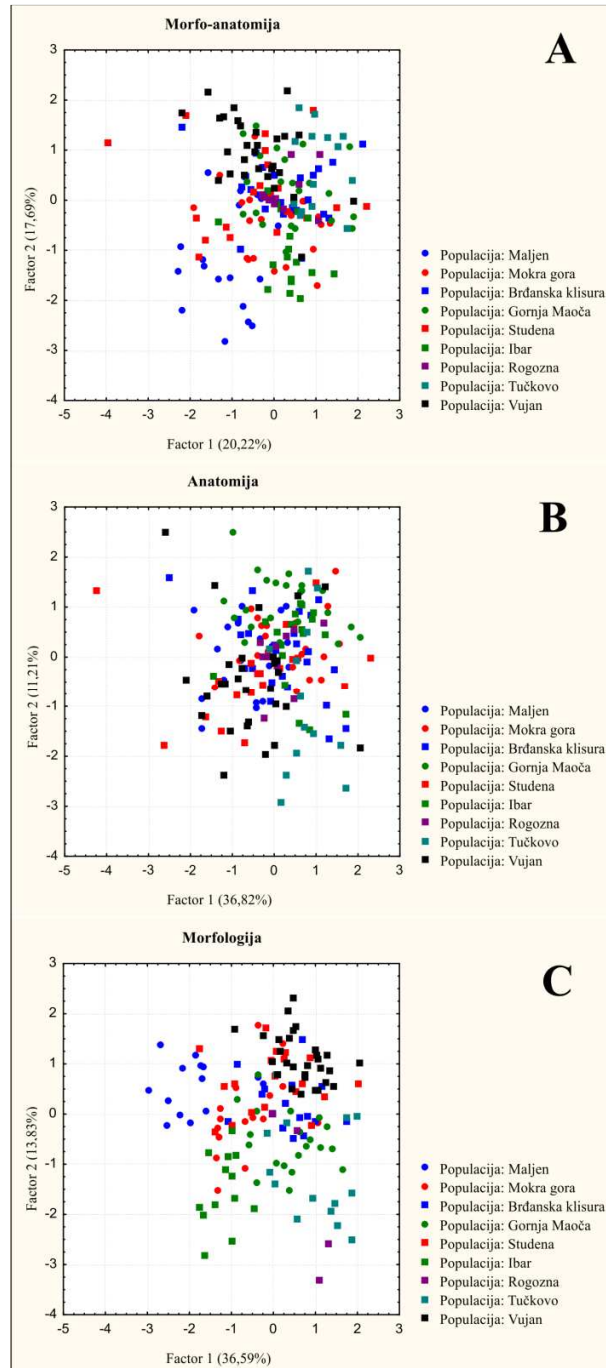 Morfo-anatomija
A
3
2
1
0
-1
-2
-3
-4
Factor 2 (17,69%)
-5 -4 -3 -2 -1 0 1 2 3
Factor 1 (20,22%)
Populacija: Maljen
Populacija: Mokra gora
Populacija: Brđanska klisura
Populacija: Gornja Maoča
Populacija: Studena
Populacija: Ibar
Populacija: Rogozna
Populacija: Tučkovo
Populacija: Vujan
Anatomija
B
3
2
1
0
-1
-2
-3
-4
Factor 2 (11,21%)
-5 -4 -3 -2 -1 0 1 2 3
Factor 1 (36,82%)
Populacija: Maljen
Populacija: Mokra gora
Populacija: Brđanska klisura
Populacija: Gornja Maoča
Populacija: Studena
Populacija: Ibar
Populacija: Rogozna
Populacija: Tučkovo
Populacija: Vujan
Morfologija
C
3
2
1
0
-1
-2
-3
-4
Factor 2 (13,83%)
-5 -4 -3 -2 -1 0 1 2 3
Factor 1 (36,59%)
Populacija: Maljen
Populacija: Mokra gora
Populacija: Brđanska klisura
Populacija: Gornja Maoča
Populacija: Studena
Populacija: Ibar
Populacija: Rogozna
Populacija: Tučkovo
Populacija: Vujan